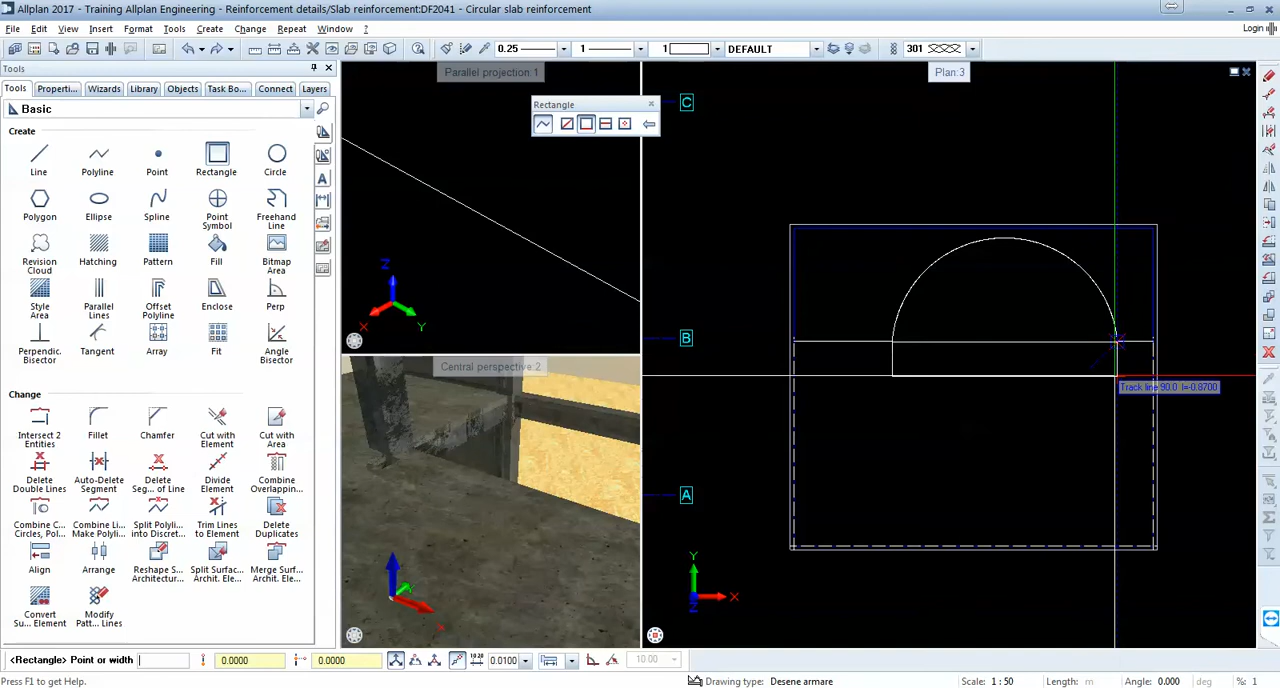 Allplan 2017 - Training Allplan Engineering - Reinforcement details/Slab reinforcement:DF2041 - Circular slab reinforcement
File Edit View Insert Format Tools Create Change Repeat Window ? Login
0.25 1 1 DEFAULT 301
Tools
Tools Properti... Wizards Library Objects Task Bo... Connect Layers
Basic
Create
Line Polyline Point Rectangle Circle
Polygon Ellipse Spline Point Symbol Freehand Line
Revision Cloud Hatching Pattern Fill Bitmap Area
Style Area Parallel Lines Offset Polyline Enclose Perp
Perpendic. Bisector Tangent Array Fit Angle Bisector
Change
Intersect 2 Entities Fillet Chamfer Cut with Element Cut with Area
Delete Double Lines Auto-Delete Segment Delete Seg... of Line Divide Element Combine Overlappin...
Combine C... Circles, Pol... Combine Li... Make Polyli... Split Polyli... into Discret... Trim Lines to Element Delete Duplicates
Align Arrange Reshape S... Architectur... Split Surfac... Archit. Ele... Merge Surf... Archit. Ele...
Convert Su... Element Modify Patt... Lines
Parallel projection:1
Rectangle
Z
X
Y
Central perspective:2
x
Plan:3
C
B
Track line 90.0 l=-0.8700
A
Y
Z
X
<Rectangle> Point or width 0.0000 0.0000 0.0100 10.00
Press F1 to get Help. Drawing type: Desene armare Scale: 1 : 50 Length: m Angle: 0.000 deg %: 1